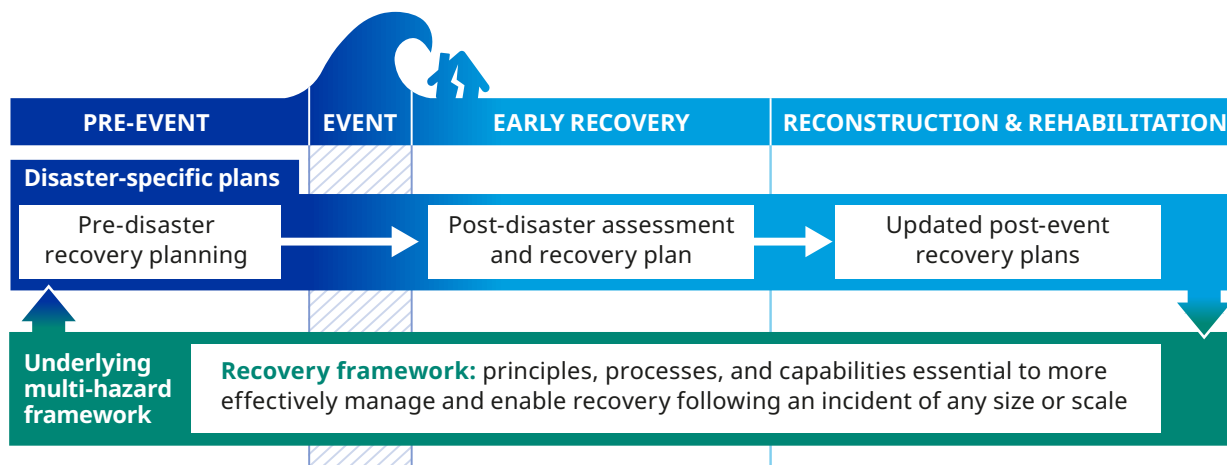 PRE-EVENT
EVENT
EARLY RECOVERY
RECONSTRUCTION & REHABILITATION
Disaster-specific plans
Pre-disaster
recovery planning
Post-disaster assessment
and recovery plan
Updated post-event
recovery plans
Underlying
multi-hazard
framework
Recovery framework: principles, processes, and capabilities essential to more
effectively manage and enable recovery following an incident of any size or scale